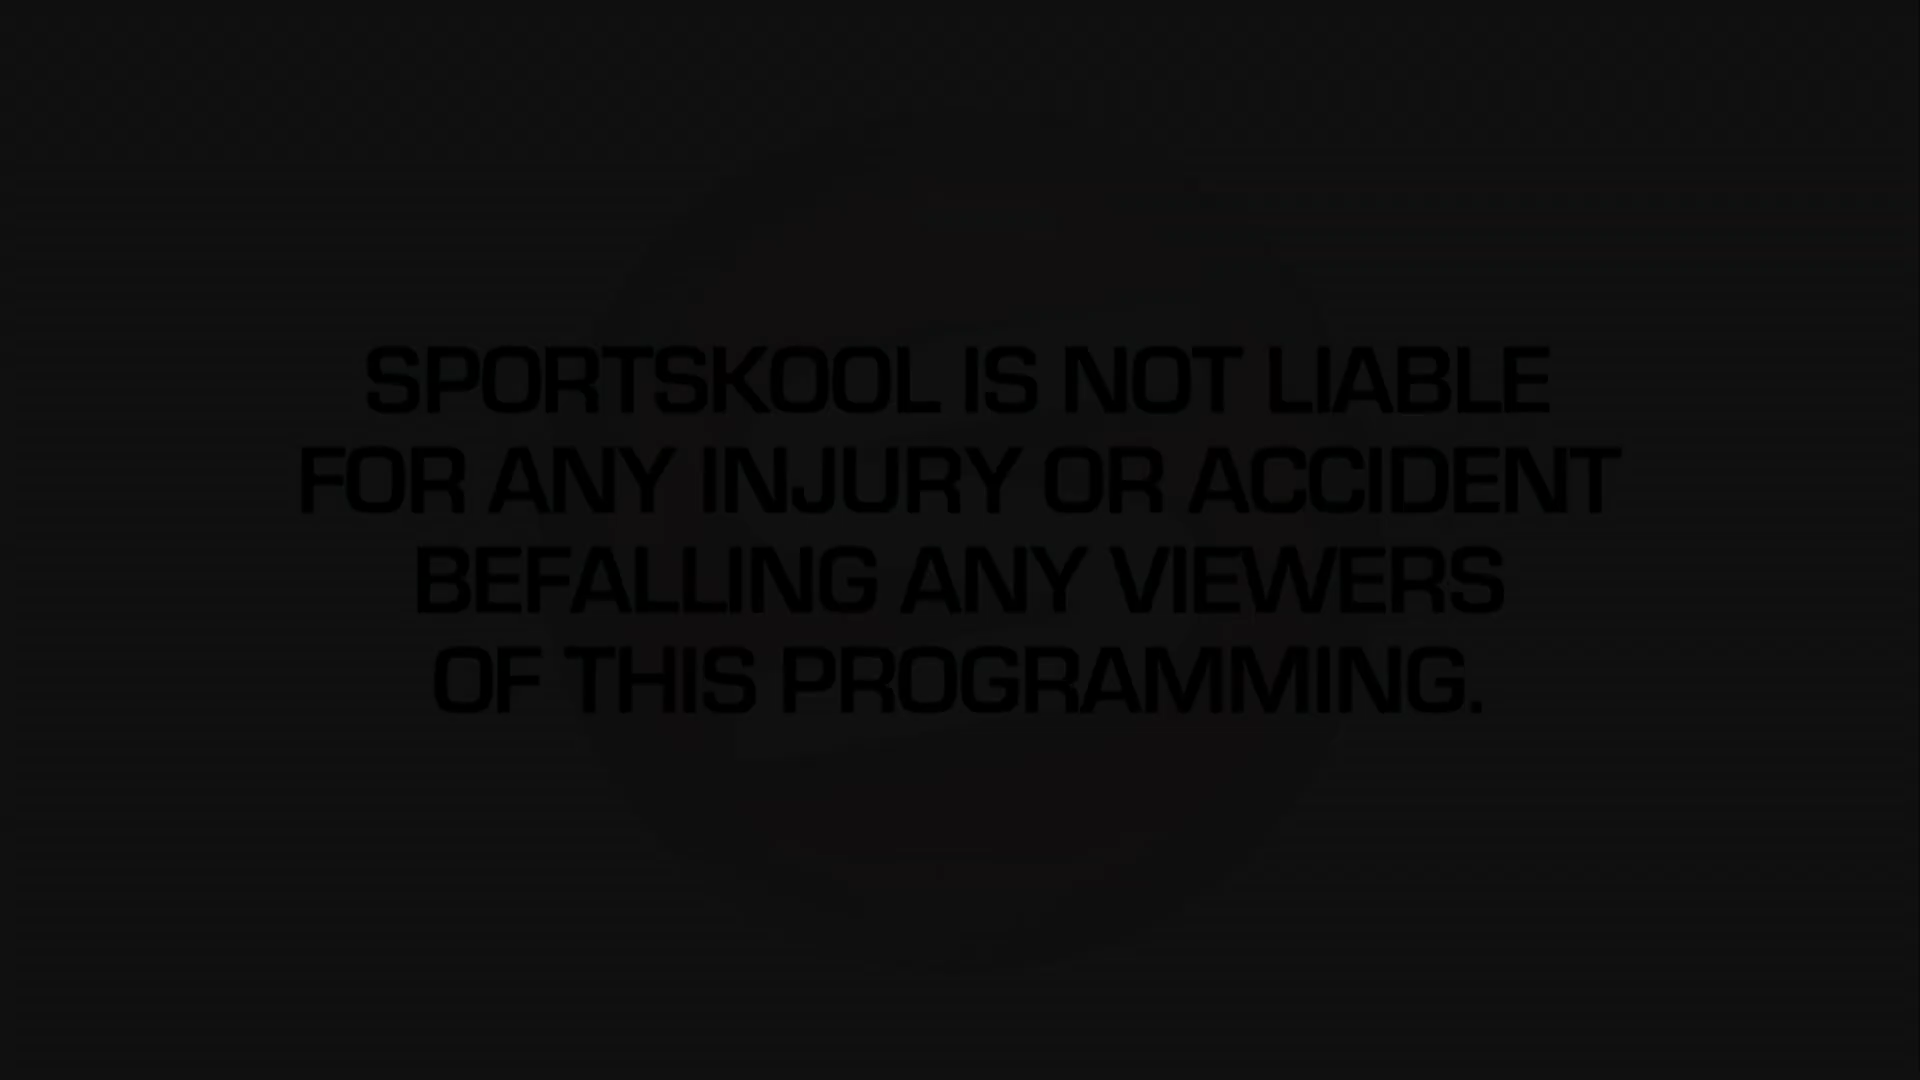 SPORTSKOOL IS NOT LIABLE
FOR ANY INJURY OR ACCIDENT
BEFALLING ANY VIEWERS
OF THIS PROGRAMMING.